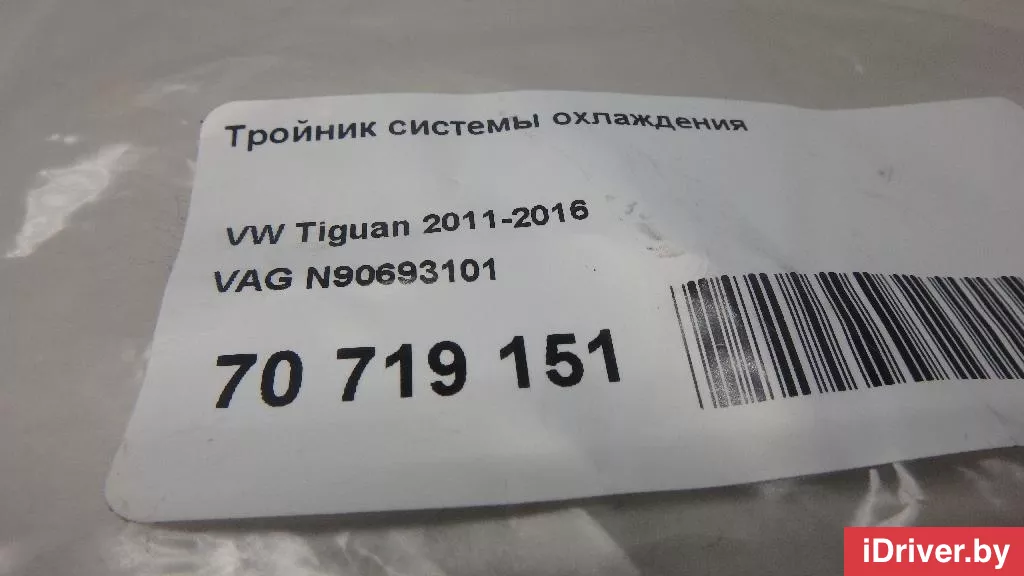 Тройник системы охлаждения
VW Tiguan 2011-2016
VAG N90693101
70 719 151
iDriver.by